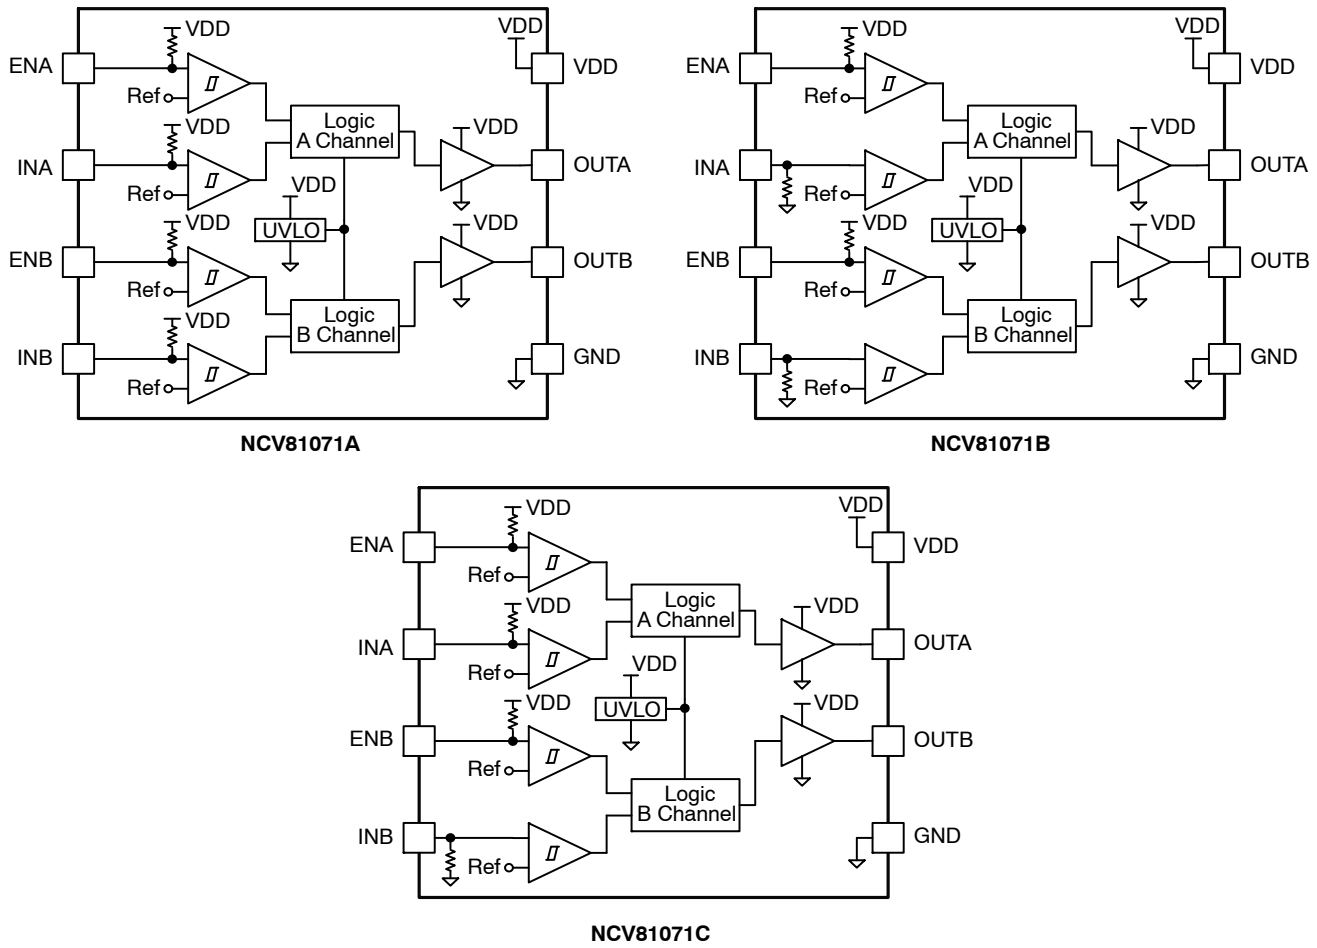 VDD
VDD
ENA
VDD
Ref
Logic
A Channel
VDD
VDD
INA
OUTA
Ref
VDD
UVLO
VDD
VDD
ENB
OUTB
Ref
Logic
B Channel
VDD
INB
GND
Ref
NCV81071A
VDD
VDD
ENA
VDD
Ref
Logic
A Channel
VDD
INA
OUTA
Ref
VDD
UVLO
VDD
VDD
ENB
OUTB
Ref
Logic
B Channel
INB
GND
Ref
NCV81071B
VDD
VDD
ENA
VDD
Ref
Logic
A Channel
VDD
VDD
INA
OUTA
Ref
VDD
UVLO
VDD
VDD
ENB
OUTB
Ref
Logic
B Channel
INB
GND
Ref
NCV81071C